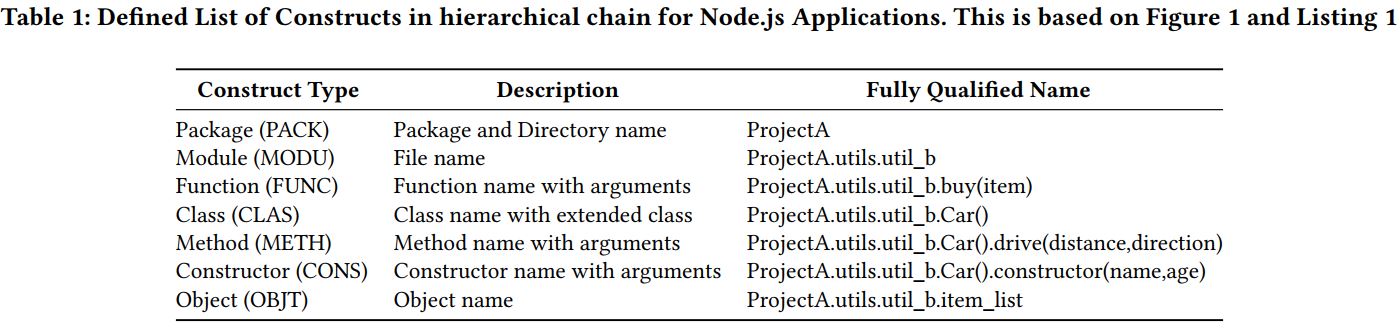 Table 1: Defined List of Constructs in hierarchical chain for Node.js Applications. This is based on Figure 1 and Listing 1
Construct Type Description Fully Qualified Name
Package (PACK) Package and Directory name ProjectA
Module (MODU) File name ProjectA.utils.util_b
Function (FUNC) Function name with arguments ProjectA.utils.util_b.buy(item)
Class (CLAS) Class name with extended class ProjectA.utils.util_b.Car()
Method (METH) Method name with arguments ProjectA.utils.util_b.Car().drive(distance,direction)
Constructor (CONS) Constructor name with arguments ProjectA.utils.util_b.Car().constructor(name,age)
Object (OBJT) Object name ProjectA.utils.util_b.item_list